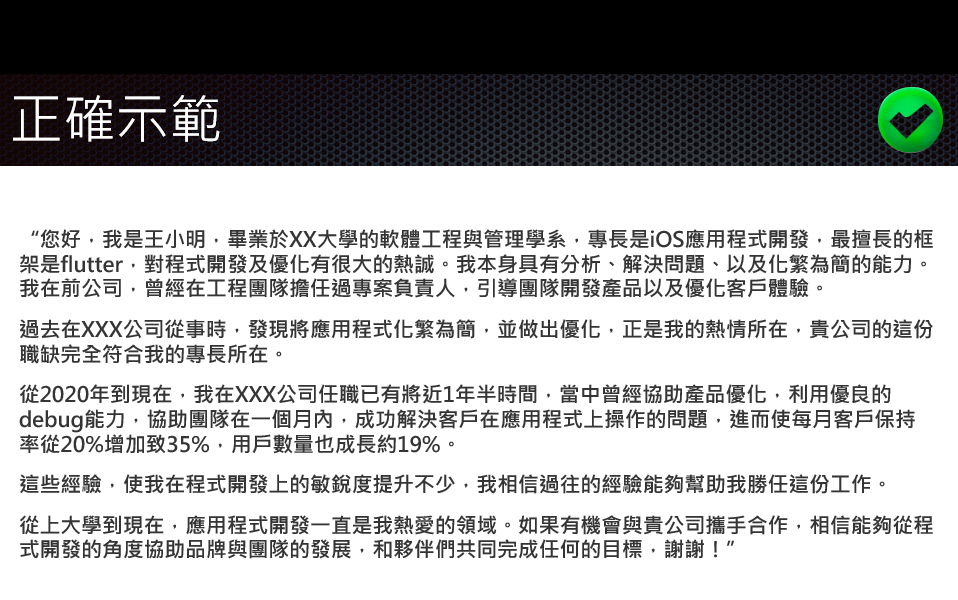 正確示範
“您好，我是王小明，畢業於XX大學的軟體工程與管理學系，專長是iOS應用程式開發，最擅長的框
架是flutter，對程式開發及優化有很大的熱誠。我本身具有分析、解決問題、以及化繁為簡的能力。
我在前公司，曾經在工程團隊擔任過專案負責人，引導團隊開發產品以及優化客戶體驗。
過去在XXX公司從事時，發現將應用程式化繁為簡，並做出優化，正是我的熱情所在，貴公司的這份
職缺完全符合我的專長所在。
從2020年到現在，我在XXX公司任職已有將近1年半時間，當中曾經協助產品優化，利用優良的
debug能力，協助團隊在一個月內，成功解決客戶在應用程式上操作的問題，進而使每月客戶保持
率從20%增加致35%，用戶數量也成長約19%。
這些經驗，使我在程式開發上的敏銳度提升不少，我相信過往的經驗能夠幫助我勝任這份工作。
從上大學到現在，應用程式開發一直是我熱愛的領域。如果有機會與貴公司攜手合作，相信能夠從程
式開發的角度協助品牌與團隊的發展，和夥伴們共同完成任何的目標，謝謝！”